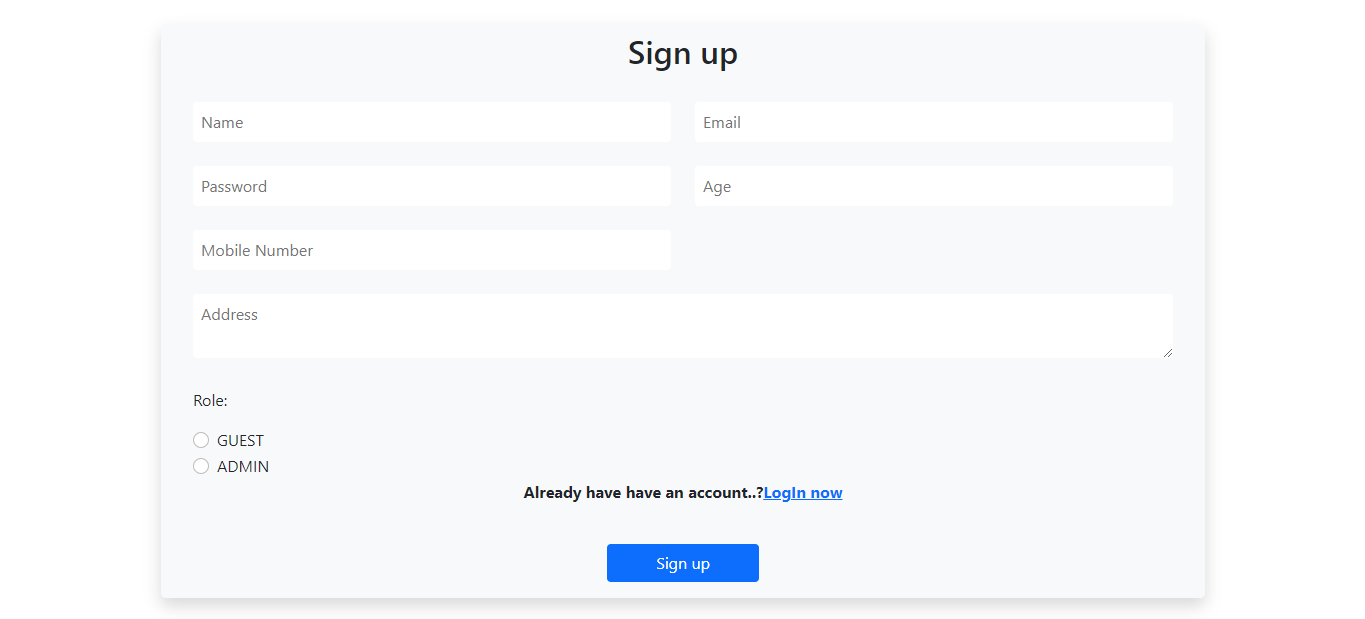 Sign up
Name
Email
Password
Age
Mobile Number
Address
Role:
GUEST
ADMIN
Already have have an account..?LogIn now
Sign up